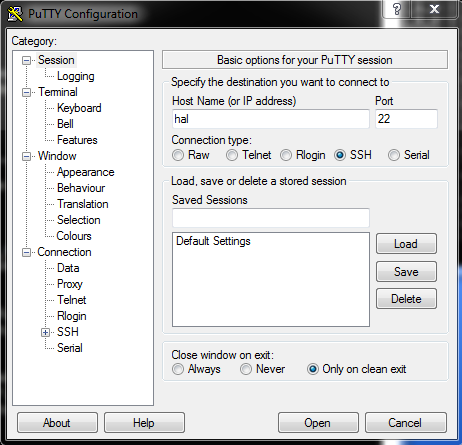 PuTTY Configuration
?
Category:
Session
Logging
Terminal
Keyboard
Bell
Features
Window
Appearance
Behaviour
Translation
Selection
Colours
Connection
Data
Proxy
Telnet
Rlogin
SSH
Serial
Basic options for your PuTTY session
Specify the destination you want to connect to
Host Name (or IP address) Port
hal 22
Connection type:
Raw Telnet Rlogin SSH Serial
Load, save or delete a stored session
Saved Sessions
Default Settings
Load
Save
Delete
Close window on exit:
Always Never Only on clean exit
About Help Open Cancel